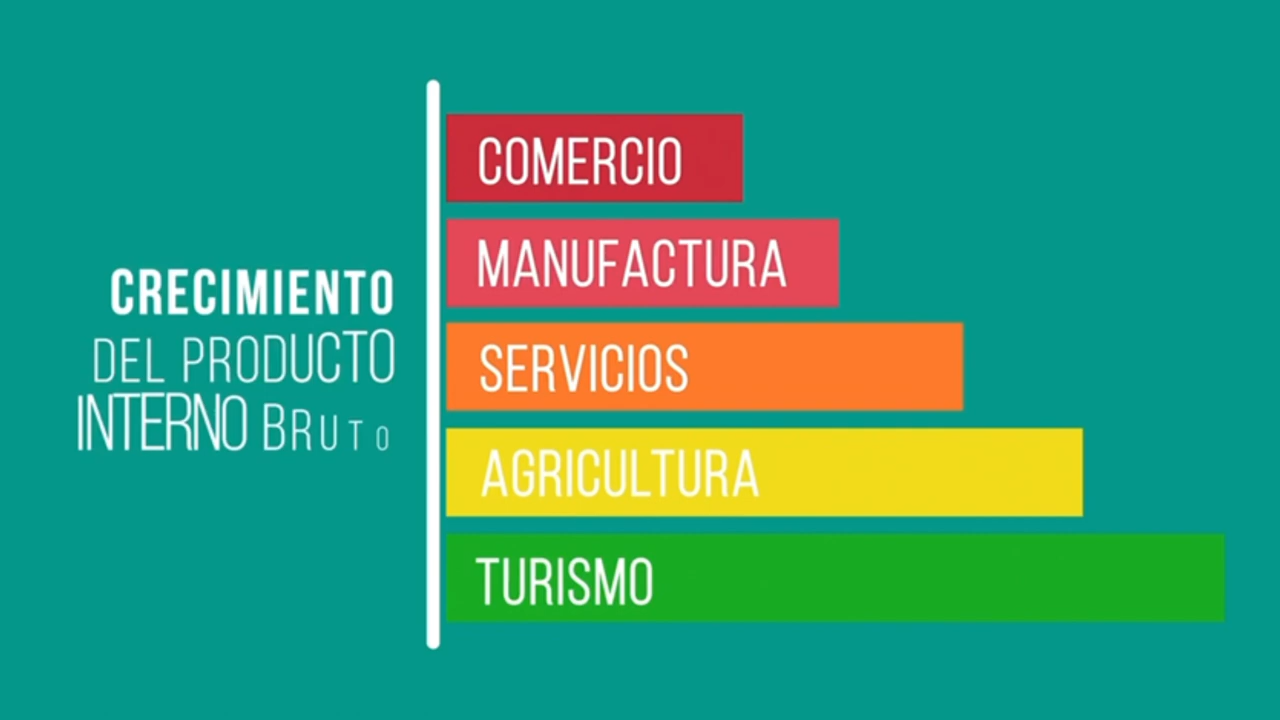 CRECIMIENTO
DEL PRODUCTO
INTERNO BRUTO
COMERCIO
MANUFACTURA
SERVICIOS
AGRICULTURA
TURISMO